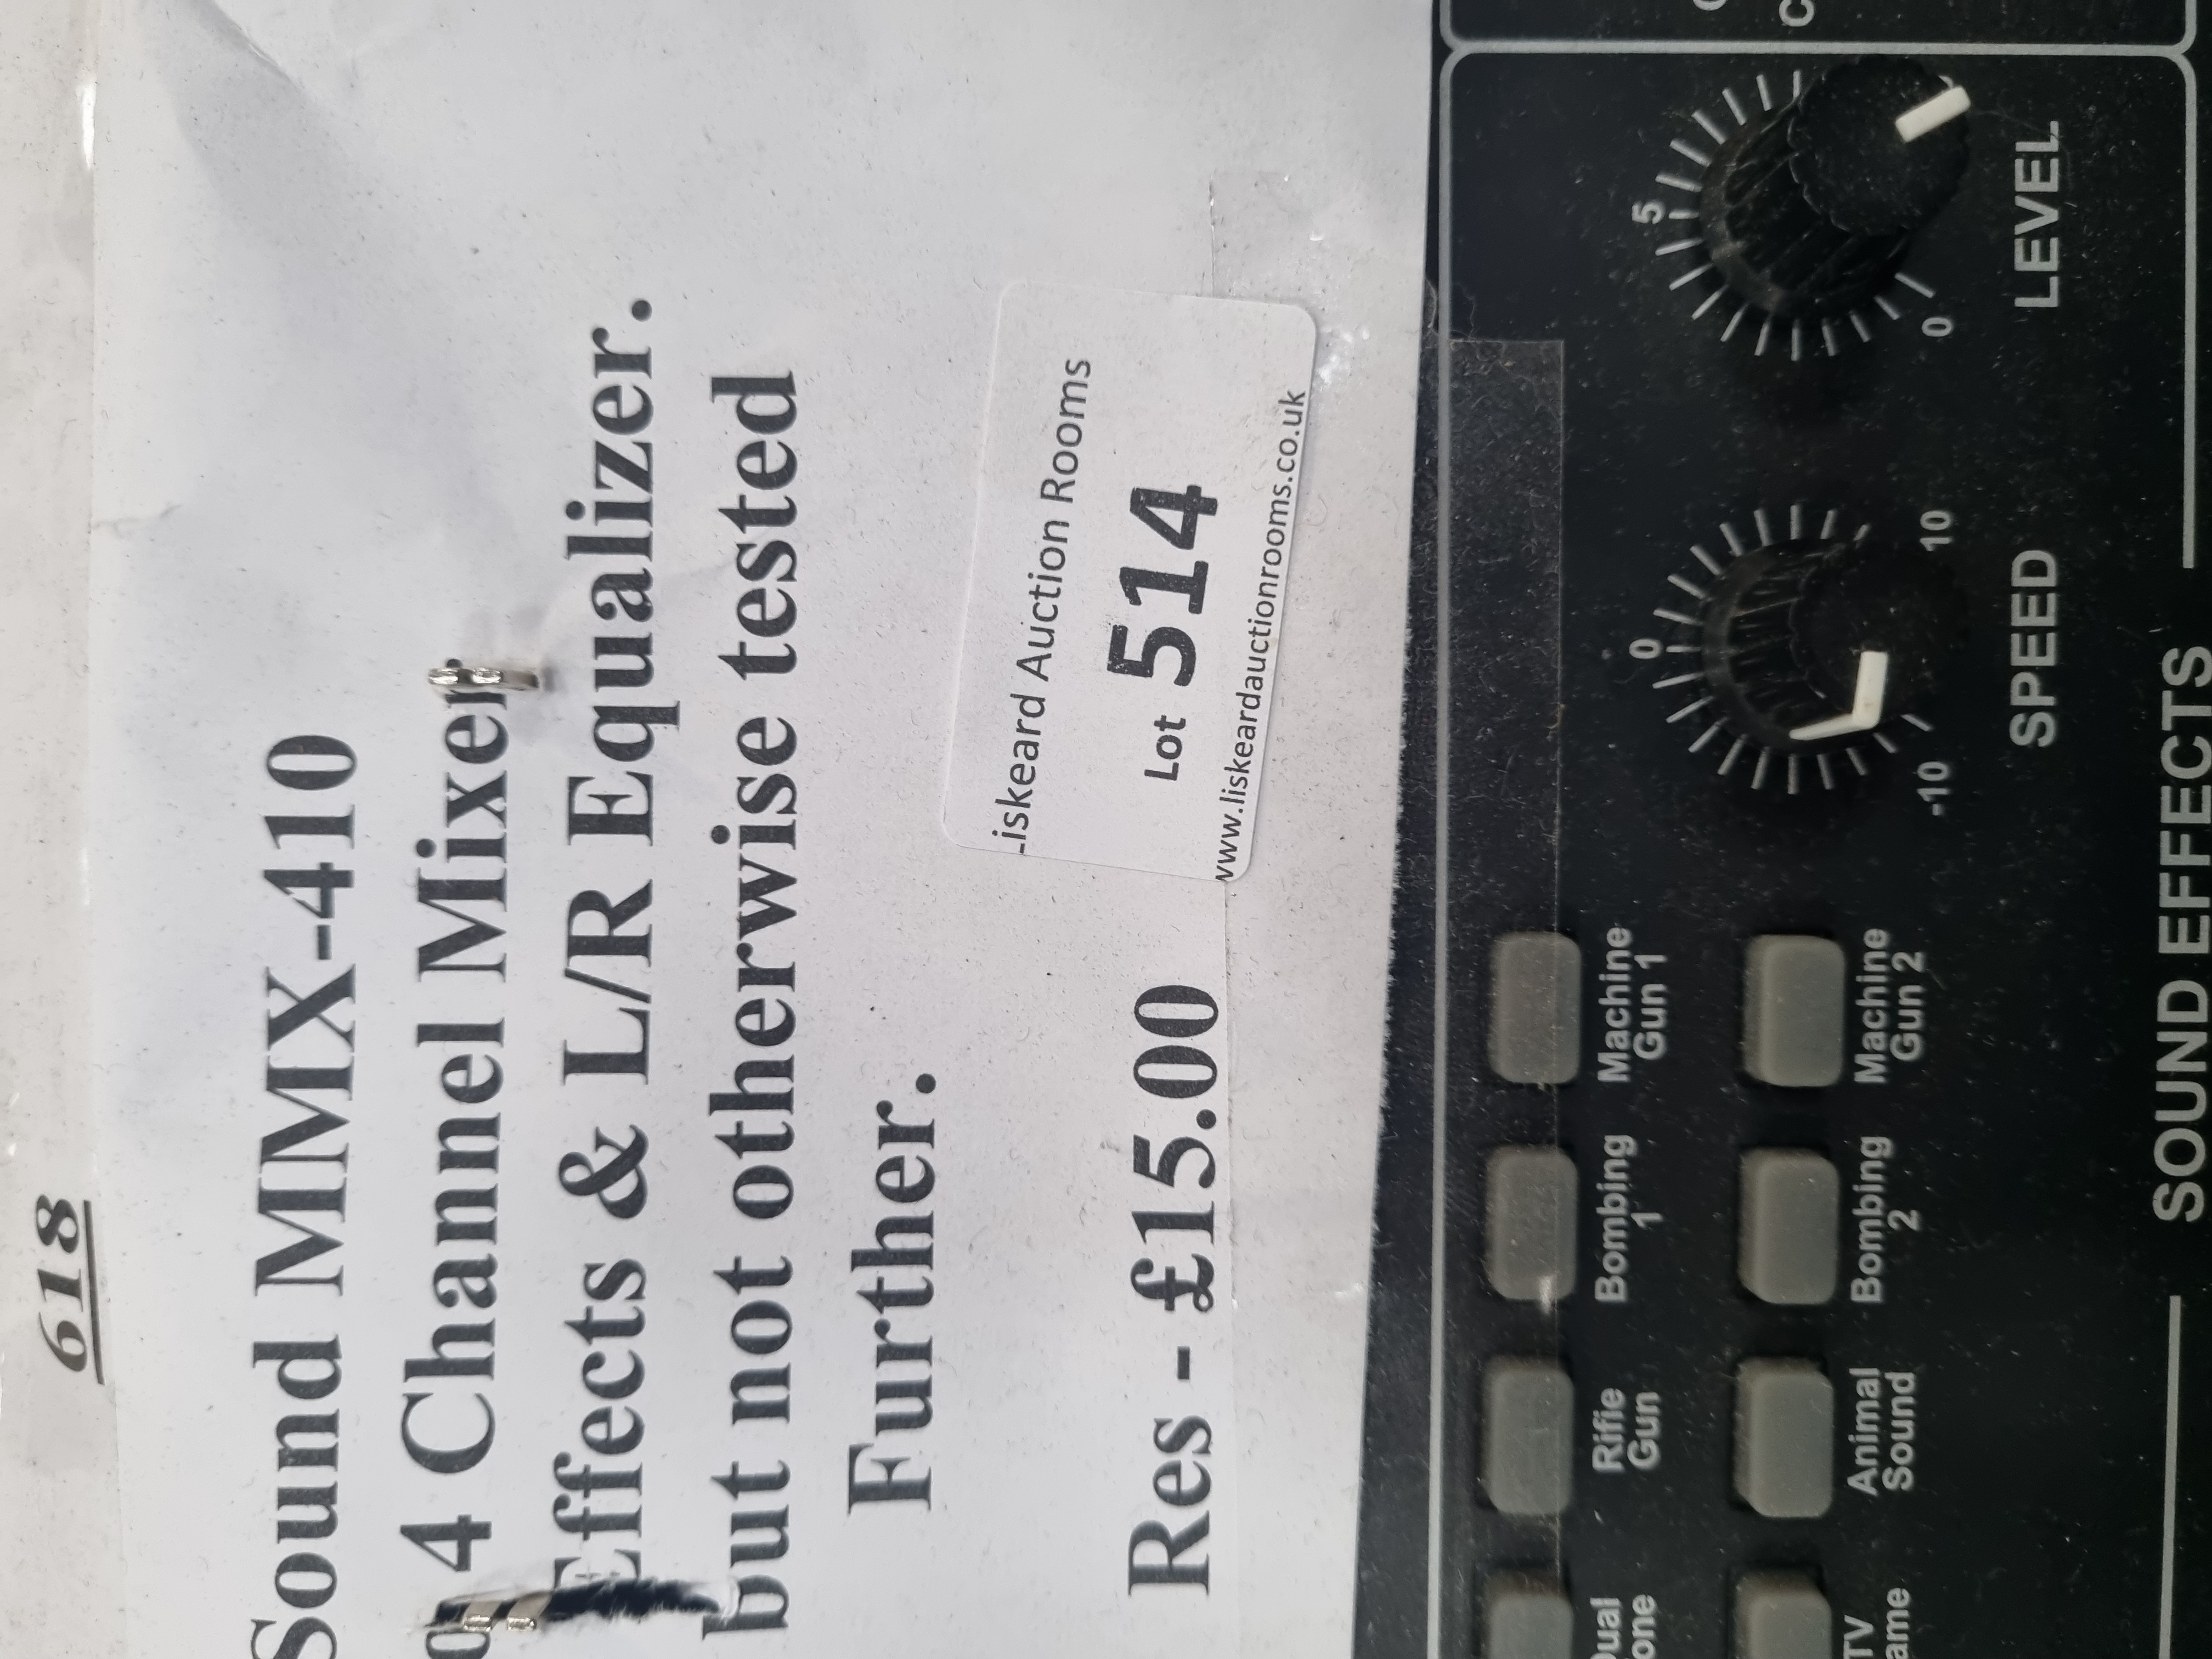 618
Sound MMX-410
4 Channel Mixer
Effects & L/R Equalizer.
but not otherwise tested
Further.
Res - £15.00
Liskeard Auction Rooms
Lot 514
www.liskeardauctionrooms.co.uk
5
0
LEVEL
0
-10
10
SPEED
Rifle
Gun
Bombing
1
Machine
Gun 1
Animal
Sound
Bombing
2
Machine
Gun 2
TV
SOUND EFFECTS